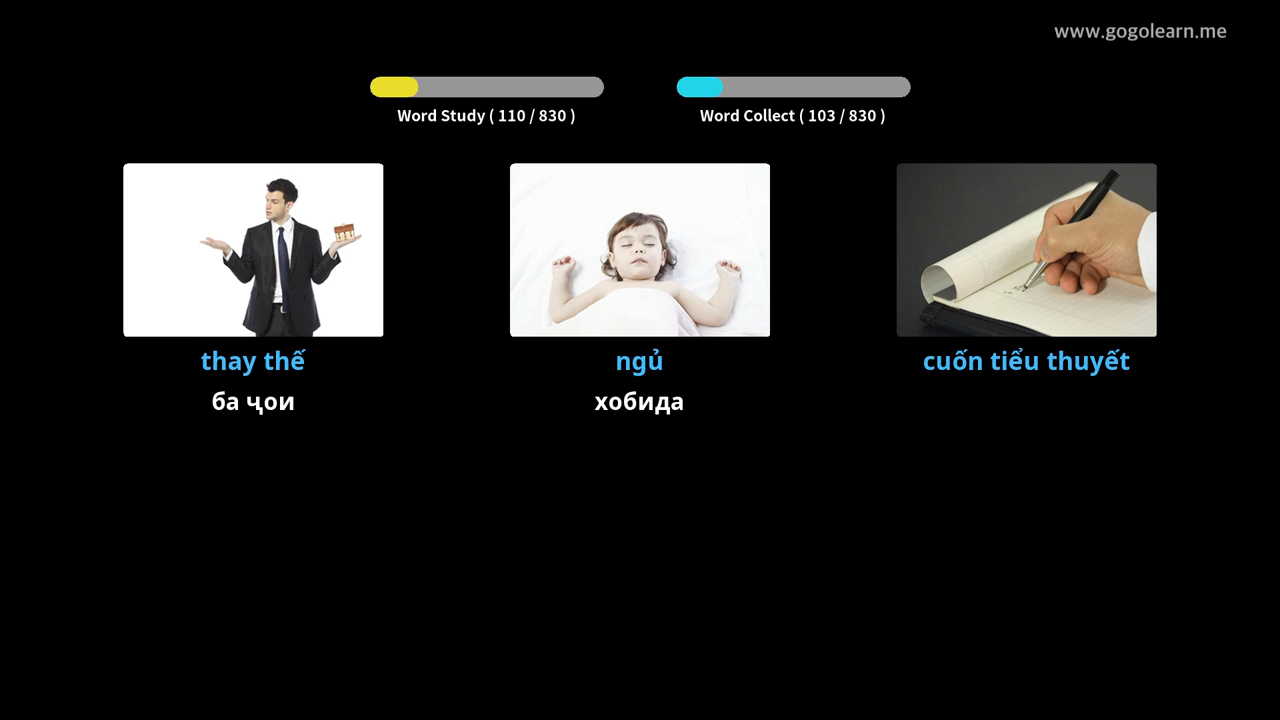 www.gogolearn.me
Word Study ( 110 / 830 )
Word Collect ( 103 / 830 )
thay thế
ngủ
cuốn tiểu thuyết
ба ҷои
хобида